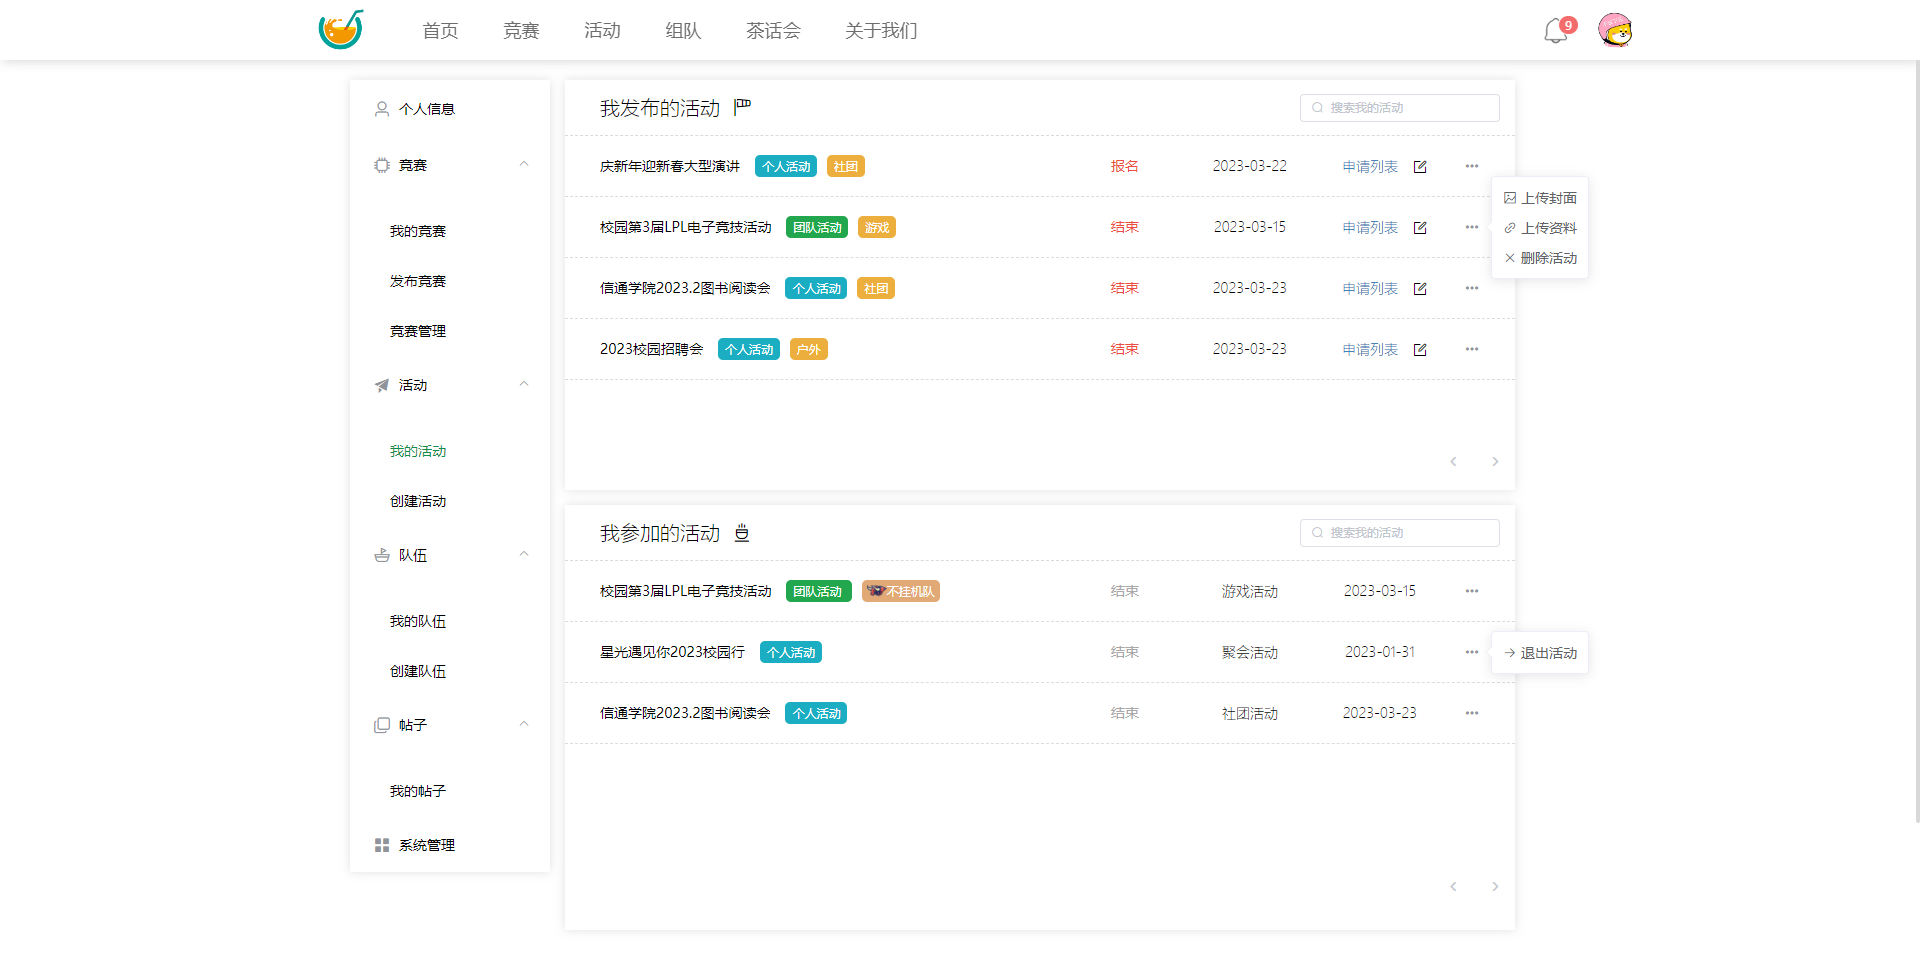 首页 竞赛 活动 组队 茶话会 关于我们 9
个人信息
竞赛
我的竞赛
发布竞赛
竞赛管理
活动
我的活动
创建活动
队伍
我的队伍
创建队伍
帖子
我的帖子
系统管理
我发布的活动 搜索我的活动
庆新年迎新春大型演讲 个人活动 社团 报名 2023-03-22 申请列表
校园第3届LPL电子竞技活动 团队活动 游戏 结束 2023-03-15 申请列表
信通学院2023.2图书阅读会 个人活动 社团 结束 2023-03-23 申请列表
2023校园招聘会 个人活动 户外 结束 2023-03-23 申请列表
上传封面
上传资料
删除活动
我参加的活动 搜索我的活动
校园第3届LPL电子竞技活动 团队活动 不挂机队 结束 游戏活动 2023-03-15
星光遇见你2023校园行 个人活动 结束 聚会活动 2023-01-31
退出活动
信通学院2023.2图书阅读会 个人活动 结束 社团活动 2023-03-23